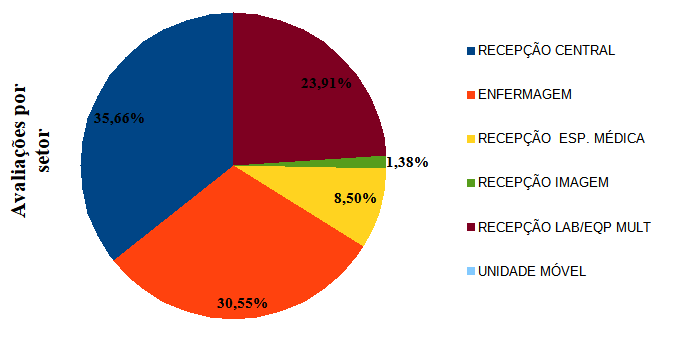 Avaliações por
setor
35,66%
23,91%
1,38%
8,50%
30,55%
RECEPÇÃO CENTRAL
ENFERMAGEM
RECEPÇÃO  ESP. MÉDICA
RECEPÇÃO IMAGEM
RECEPÇÃO LAB/EQP MULT
UNIDADE MÓVEL